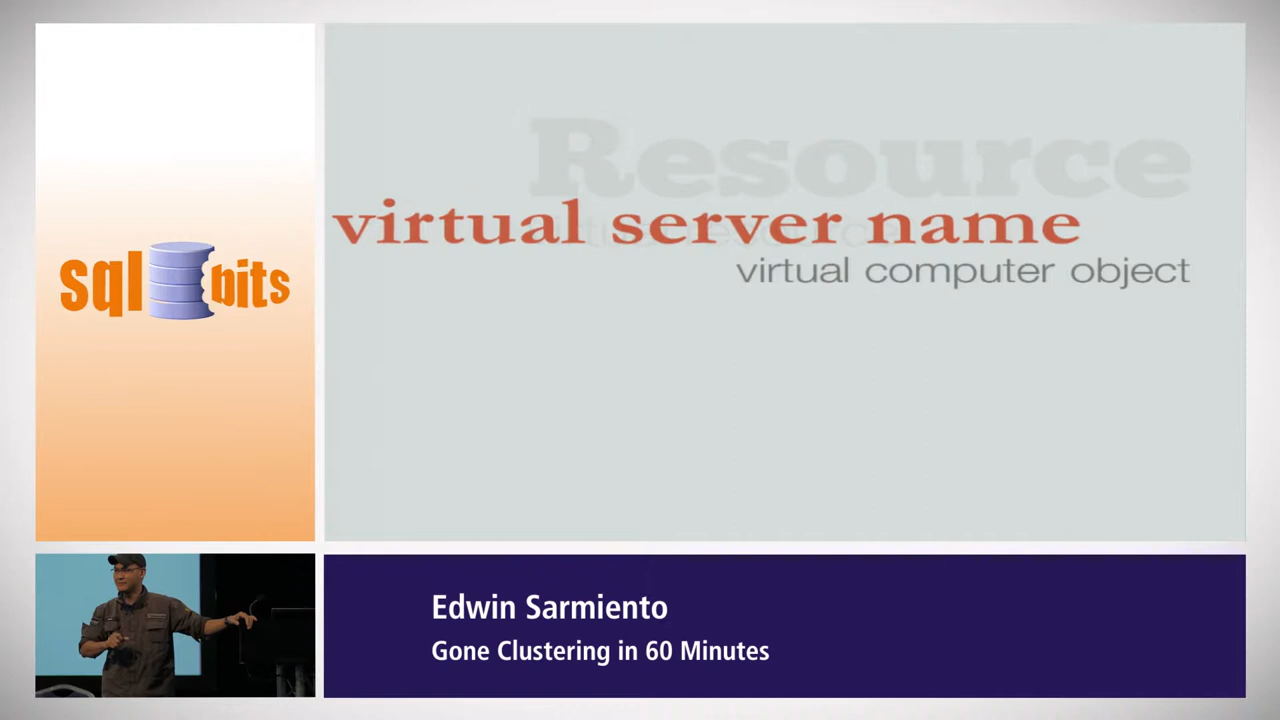 Resource
virtual server name
virtual computer object
sql bits
Edwin Sarmiento
Gone Clustering in 60 Minutes